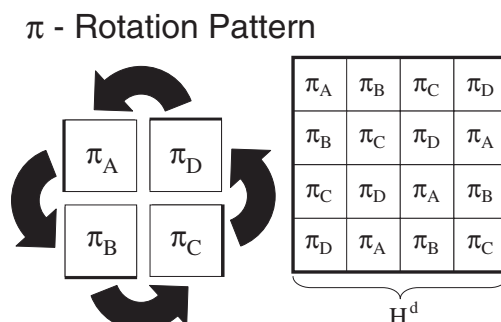 π - Rotation Pattern
π_A π_D
π_B π_C
π_A π_B π_C π_D
π_B π_C π_D π_A
π_C π_D π_A π_B
π_D π_A π_B π_C
H^d